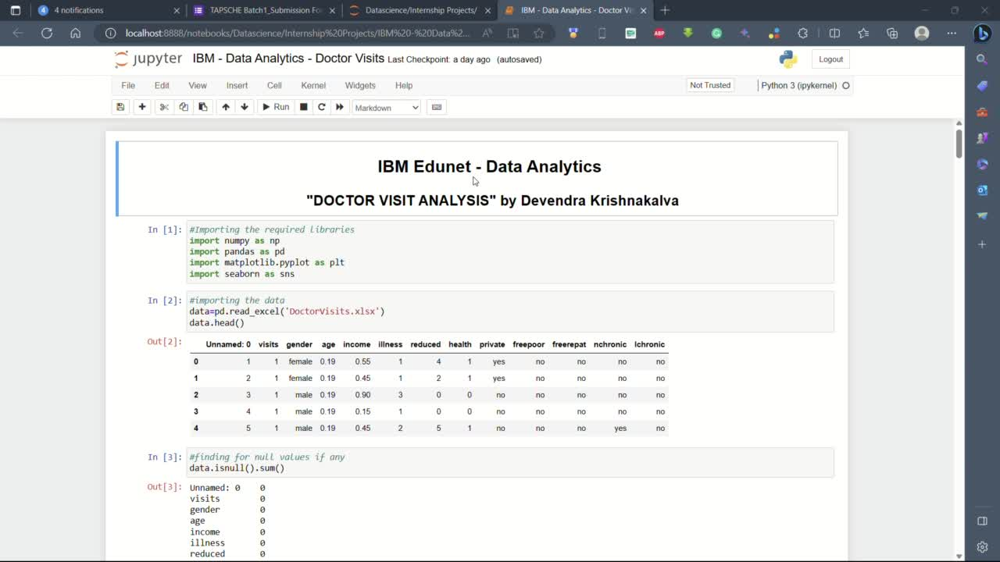 4 notifications
TAPSCHE Batch1_Submission Fo
Datascience/Internship Projects/
IBM - Data Analytics - Doctor Vi
localhost:8888/notebooks/Datascience/Internship%20Projects/IBM%20-%20Data%2...
ABP
jupyter IBM - Data Analytics - Doctor Visits Last Checkpoint: a day ago (autosaved)
Logout
File Edit View Insert Cell Kernel Widgets Help
Not Trusted
Python 3 (ipykernel)
Run
Markdown
IBM Edunet - Data Analytics
"DOCTOR VISIT ANALYSIS" by Devendra Krishnakalva
In [1]: #Importing the required libraries
import numpy as np
import pandas as pd
import matplotlib.pyplot as plt
import seaborn as sns
In [2]: #importing the data
data=pd.read_excel('DoctorVisits.xlsx')
data.head()
Out[2]: Unnamed: 0 visits gender age income illness reduced health private freepoor freerepat nchronic lchronic
0 1 1 female 0.19 0.55 1 4 1 yes no no no no
1 2 1 female 0.19 0.45 1 2 1 yes no no no no
2 3 1 male 0.19 0.90 3 0 0 no no no no no
3 4 1 male 0.19 0.15 1 0 0 no no no no no
4 5 1 male 0.19 0.45 2 5 1 no no no yes no
In [3]: #finding for null values if any
data.isnull().sum()
Out[3]: Unnamed: 0 0
visits 0
gender 0
age 0
income 0
illness 0
reduced 0